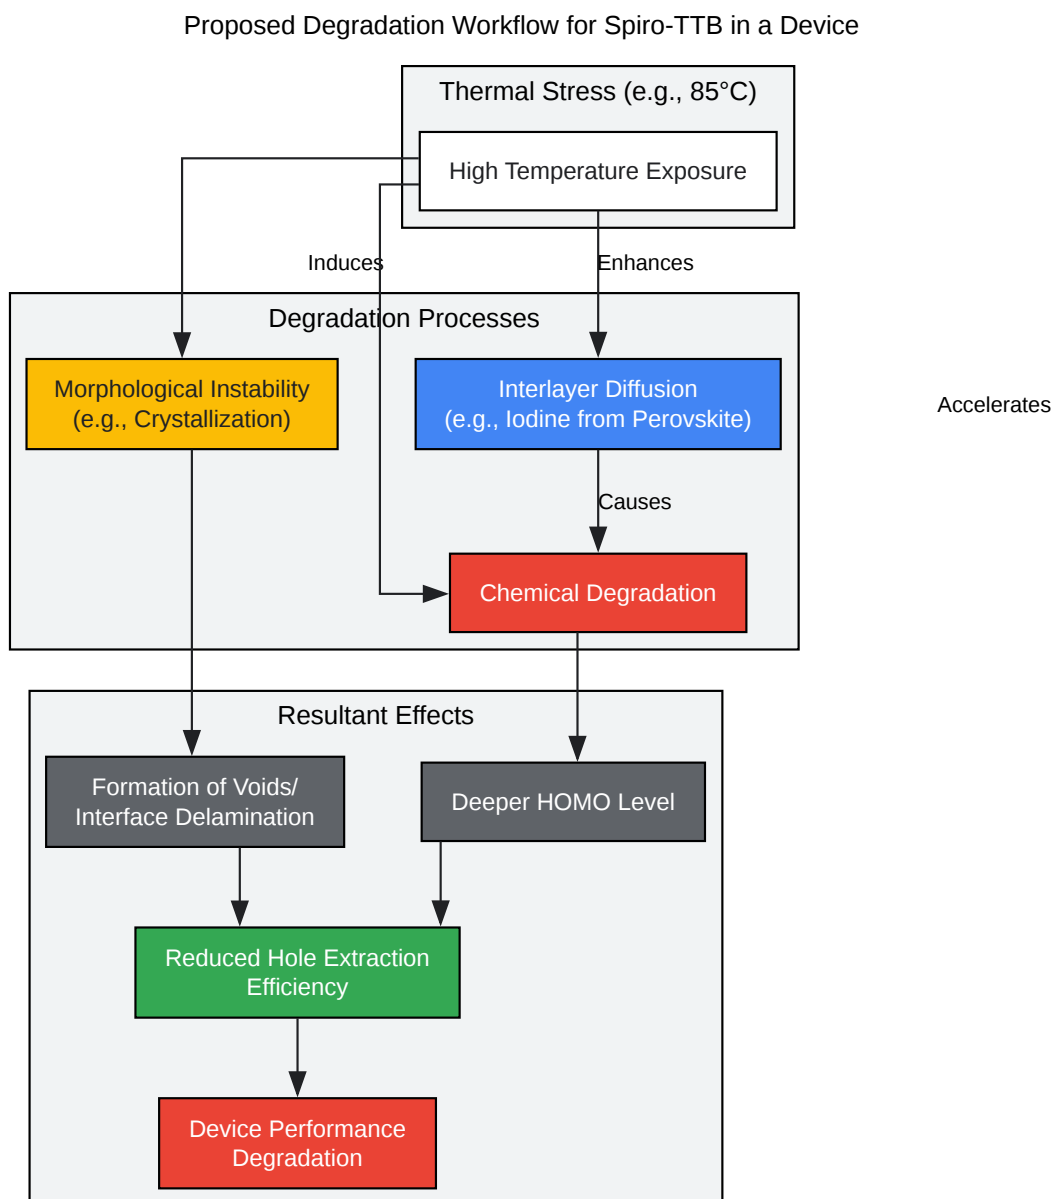 Proposed Degradation Workflow for Spiro-TTB in a Device
Thermal Stress (e.g., 85°C)
High Temperature Exposure
Induces
Enhances
Degradation Processes
Morphological Instability
(e.g., Crystallization)
Interlayer Diffusion
(e.g., Iodine from Perovskite)
Accelerates
Causes
Chemical Degradation
Resultant Effects
Formation of Voids/
Interface Delamination
Deeper HOMO Level
Reduced Hole Extraction
Efficiency
Device Performance
Degradation